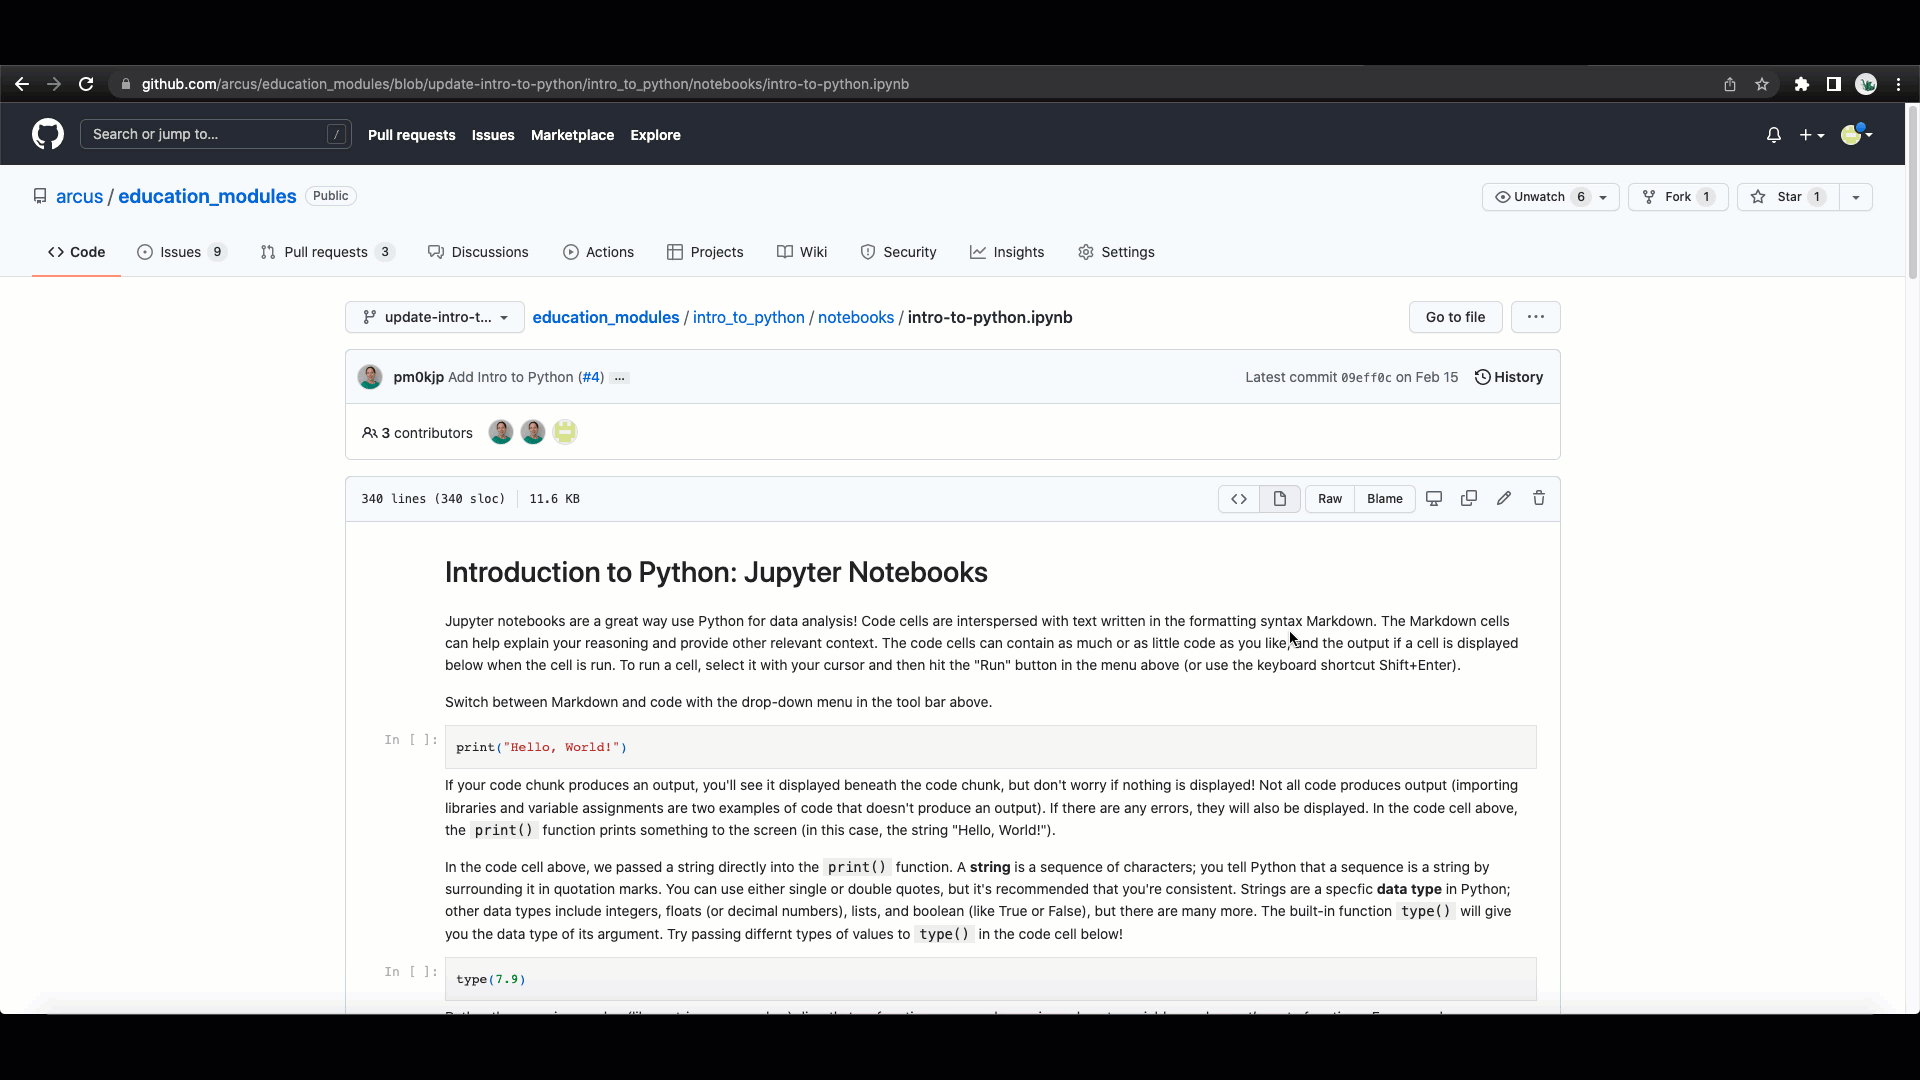 github.com/arcus/education_modules/blob/update-intro-to-python/intro_to_python/notebooks/intro-to-python.ipynb
Search or jump to... / Pull requests Issues Marketplace Explore
arcus / education_modules Public Unwatch 6 Fork 1 Star 1
Code Issues 9 Pull requests 3 Discussions Actions Projects Wiki Security Insights Settings
update-intro-t... education_modules / intro_to_python / notebooks / intro-to-python.ipynb Go to file ...
pm0kjp Add Intro to Python (#4) ... Latest commit 09eff0c on Feb 15 History
3 contributors
340 lines (340 sloc) 11.6 KB <> Raw Blame
Introduction to Python: Jupyter Notebooks
Jupyter notebooks are a great way use Python for data analysis! Code cells are interspersed with text written in the formatting syntax Markdown. The Markdown cells
can help explain your reasoning and provide other relevant context. The code cells can contain as much or as little code as you like, and the output if a cell is displayed
below when the cell is run. To run a cell, select it with your cursor and then hit the "Run" button in the menu above (or use the keyboard shortcut Shift+Enter).
Switch between Markdown and code with the drop-down menu in the tool bar above.
In [ ]: print("Hello, World!")
If your code chunk produces an output, you'll see it displayed beneath the code chunk, but don't worry if nothing is displayed! Not all code produces output (importing
libraries and variable assignments are two examples of code that doesn't produce an output). If there are any errors, they will also be displayed. In the code cell above,
the print() function prints something to the screen (in this case, the string "Hello, World!").
In the code cell above, we passed a string directly into the print() function. A string is a sequence of characters; you tell Python that a sequence is a string by
surrounding it in quotation marks. You can use either single or double quotes, but it's recommended that you're consistent. Strings are a specfic data type in Python;
other data types include integers, floats (or decimal numbers), lists, and boolean (like True or False), but there are many more. The built-in function type() will give
you the data type of its argument. Try passing differnt types of values to type() in the code cell below!
In [ ]: type(7.9)